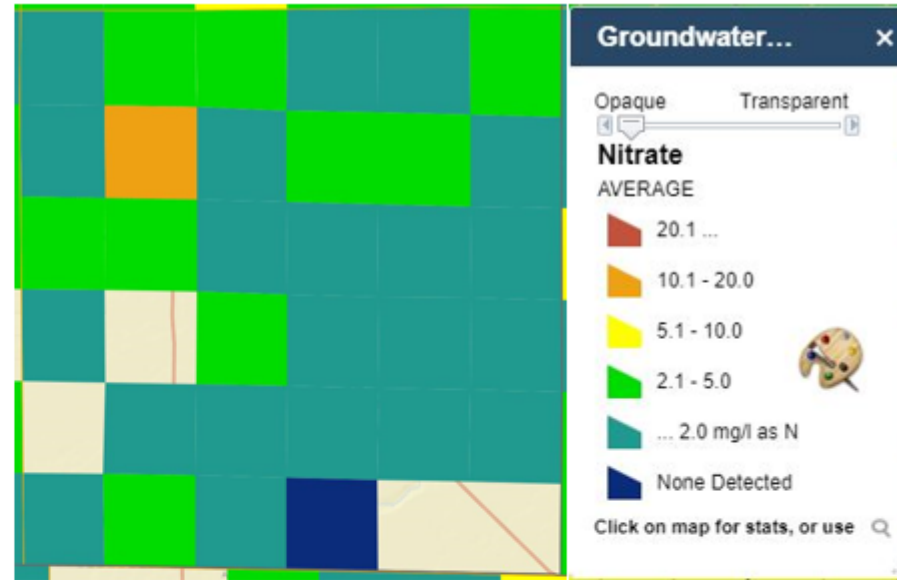 Groundwater... ×
Opaque Transparent
Nitrate
AVERAGE
20.1 ...
10.1 - 20.0
5.1 - 10.0
2.1 - 5.0
... 2.0 mg/l as N
None Detected
Click on map for stats, or use